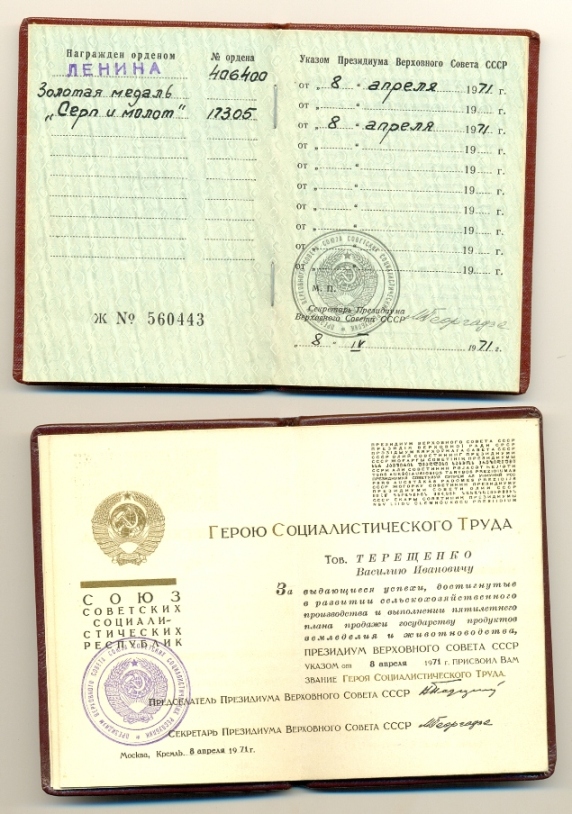 Награжден орденом № ордена
ЛЕНИНА 406400
Золотая медаль
„Серп и молот" 17305
Ж № 560443
Указом Президиума Верховного Совета СССР
от „ 8 " апреля 1971 г.
от „ " 19 г.
от „ 8 " апреля 1971 г.
от „ " 19 г.
от „ " 19 г.
от „ " 19 г.
от „ " 19 г.
от „ " 19 г.
от „ " 19 г.
М. П.
Секретарь Президиума
Верховного Совета СССР
„ 8 - IV 1971 г.
ПРЕЗИДИУМ ВЕРХОВНОГО СОВЕТА СССР
СОЮЗ
СОВЕТСКИХ
СОЦИАЛИ-
СТИЧЕСКИХ
РЕСПУБЛИК
Герою Социалистического Труда
Тов. ТЕРЕЩЕНКО
Василию Ивановичу
За выдающиеся успехи, достигнутые
в развитии сельскохозяйственного
производства и выполнении пятилетнего
плана продажи государству продуктов
земледелия и животноводства,
ПРЕЗИДИУМ ВЕРХОВНОГО СОВЕТА СССР
УКАЗОМ от 8 апреля 1971 г. ПРИСВОИЛ ВАМ
ЗВАНИЕ ГЕРОЯ СОЦИАЛИСТИЧЕСКОГО ТРУДА.
Председатель Президиума Верховного Совета СССР
Секретарь Президиума Верховного Совета СССР
Москва, Кремль. 8 апреля 1971г.